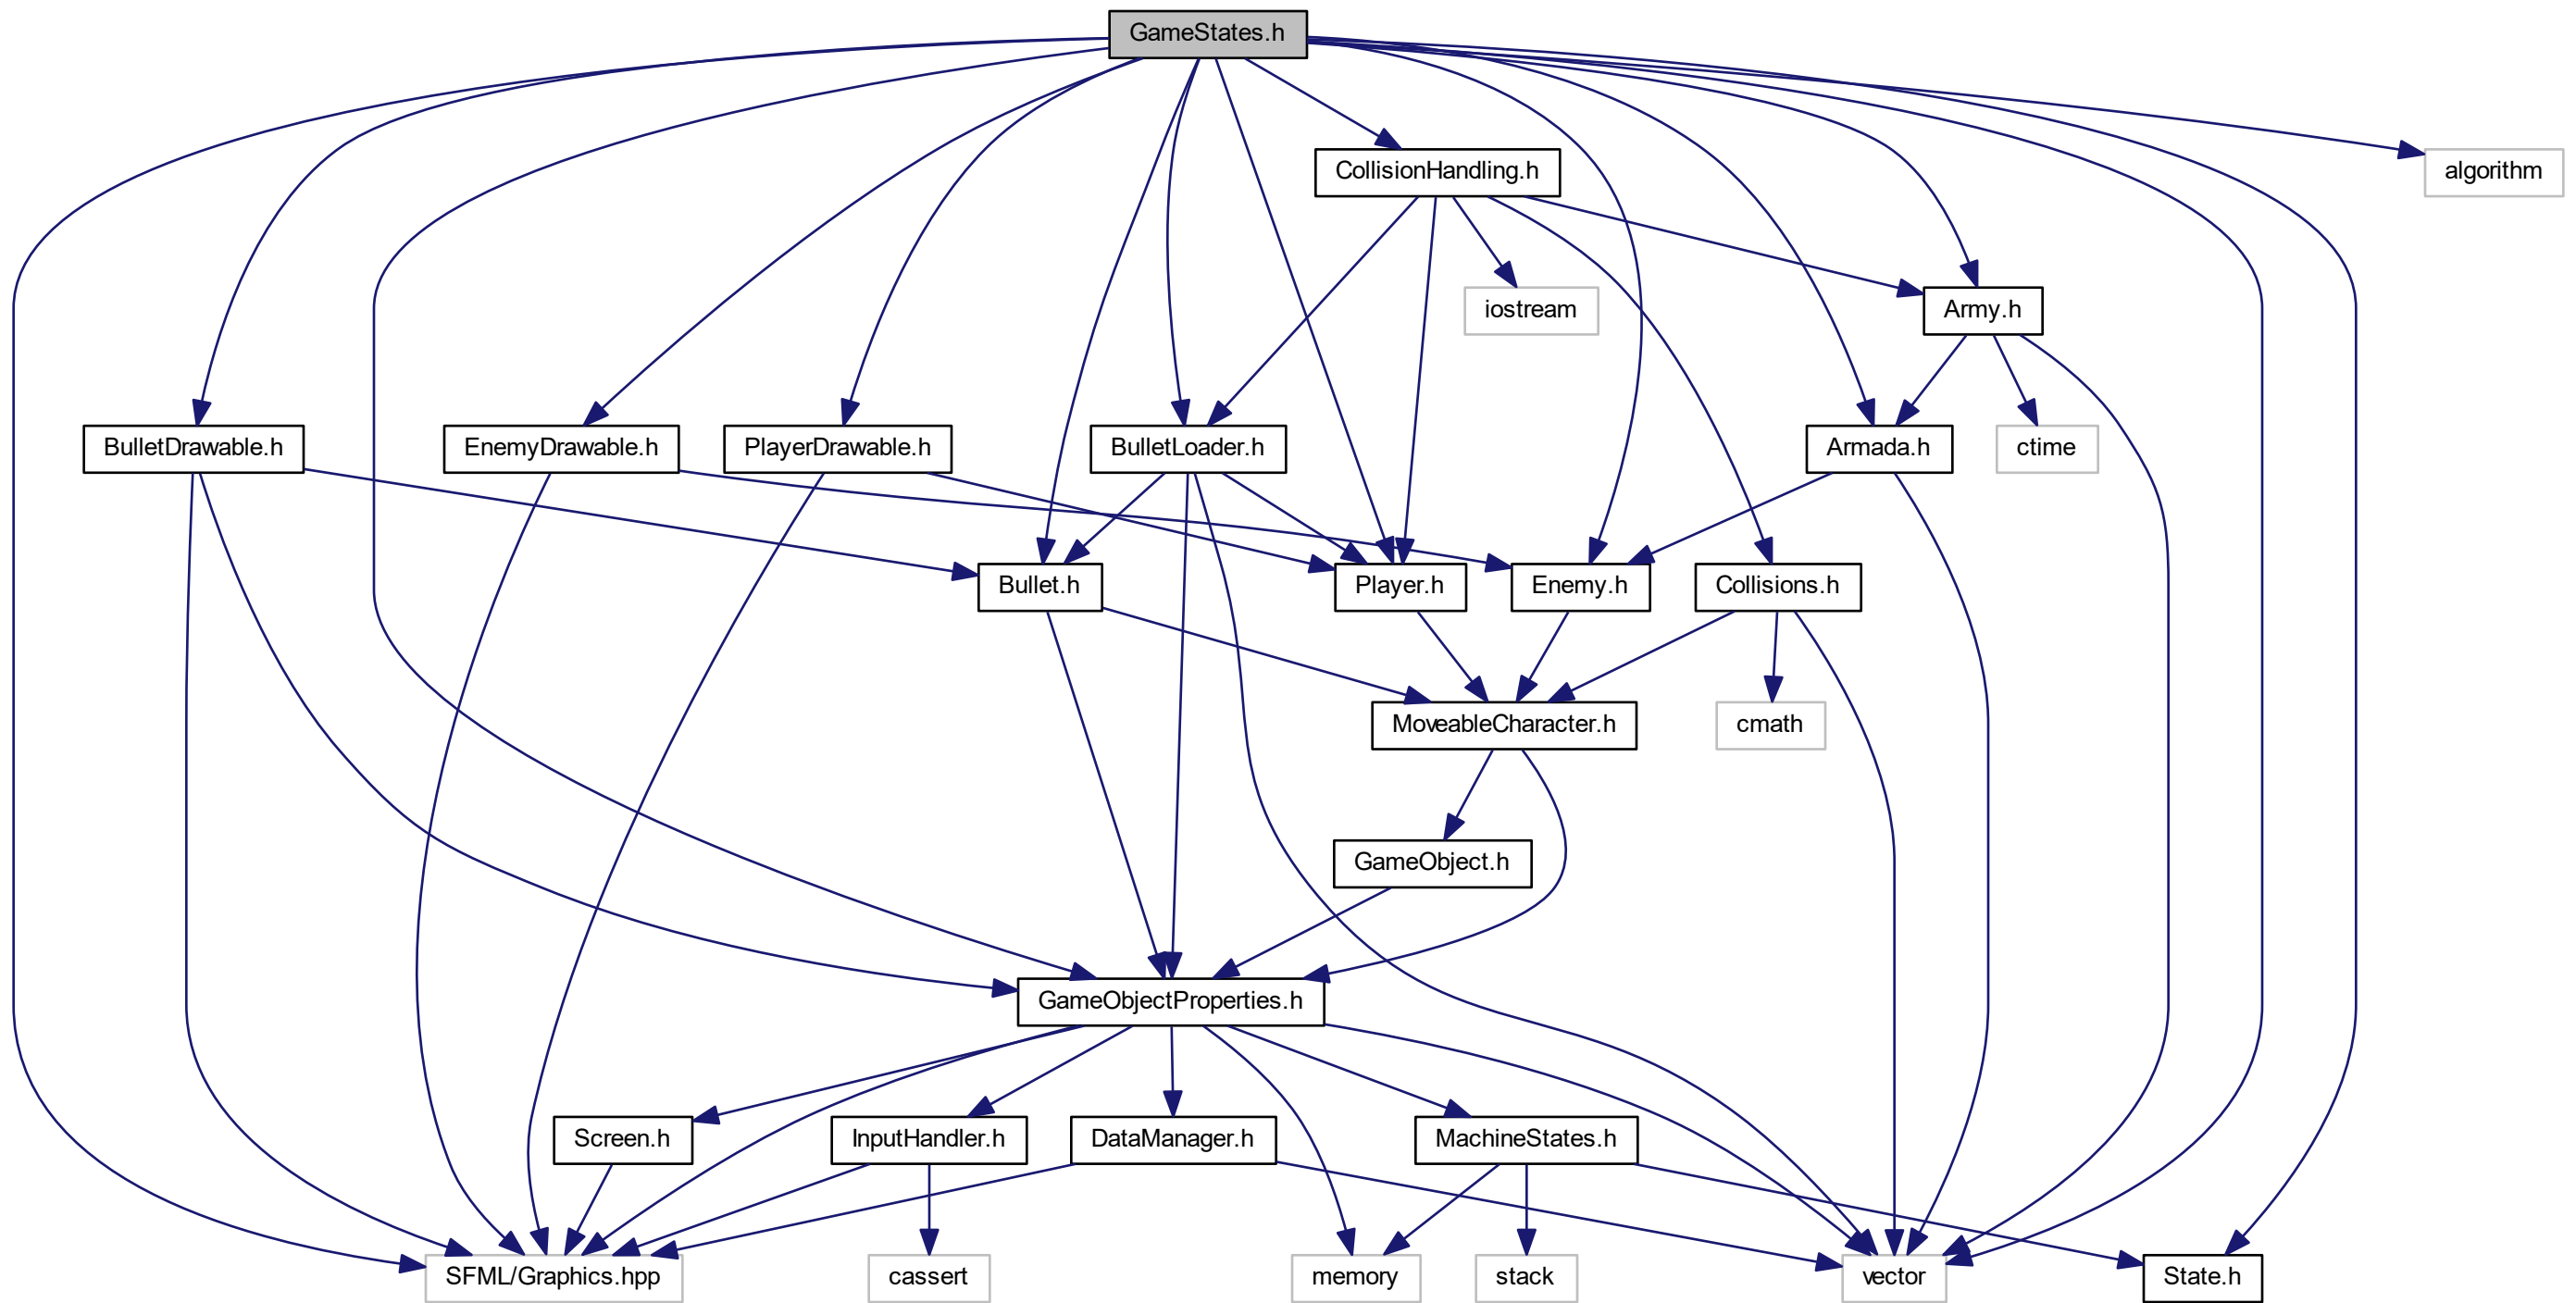 GameStates.h
CollisionHandling.h
algorithm
iostream
Army.h
BulletDrawable.h
EnemyDrawable.h
PlayerDrawable.h
BulletLoader.h
Armada.h
ctime
Bullet.h
Player.h
Enemy.h
Collisions.h
MoveableCharacter.h
cmath
GameObject.h
GameObjectProperties.h
Screen.h
InputHandler.h
DataManager.h
MachineStates.h
SFML/Graphics.hpp
cassert
memory
stack
vector
State.h